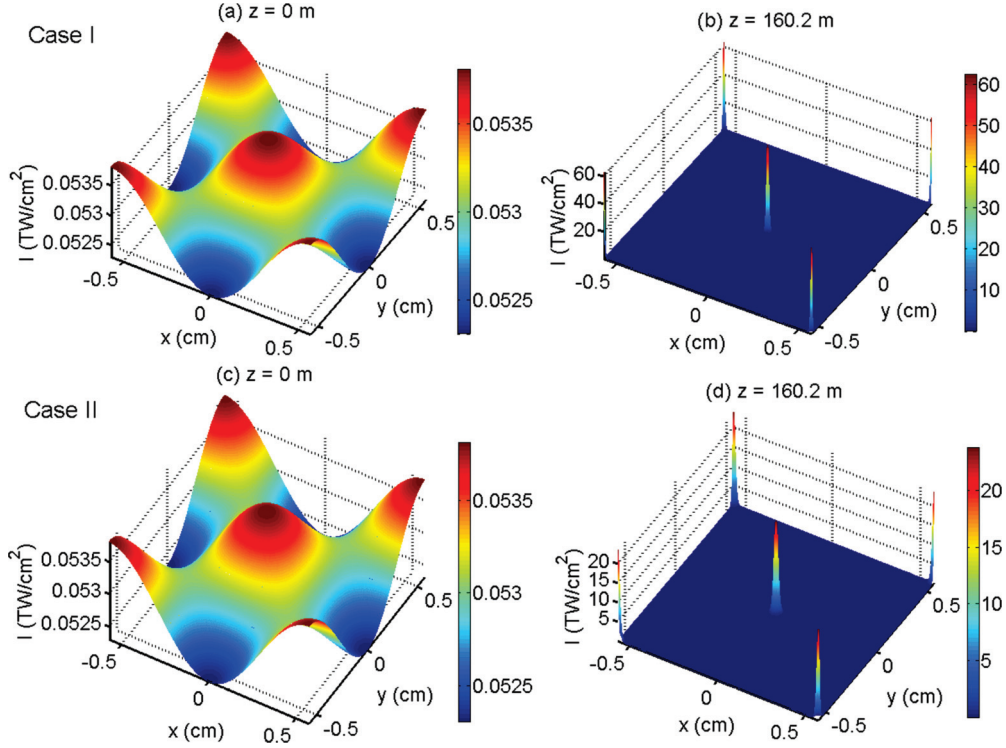 Case I
(a) z = 0 m
I (TW/cm²)
0.0535
0.053
0.0525
-0.5
0
0.5
x (cm)
-0.5
0
0.5
y (cm)
0.0535
0.053
0.0525
(b) z = 160.2 m
I (TW/cm²)
60
40
20
-0.5
0
0.5
x (cm)
-0.5
0
0.5
y (cm)
60
50
40
30
20
10
Case II
(c) z = 0 m
I (TW/cm²)
0.0535
0.053
0.0525
-0.5
0
0.5
x (cm)
-0.5
0
0.5
y (cm)
0.0535
0.053
0.0525
(d) z = 160.2 m
I (TW/cm²)
20
15
10
5
-0.5
0
0.5
x (cm)
-0.5
0
0.5
y (cm)
20
15
10
5